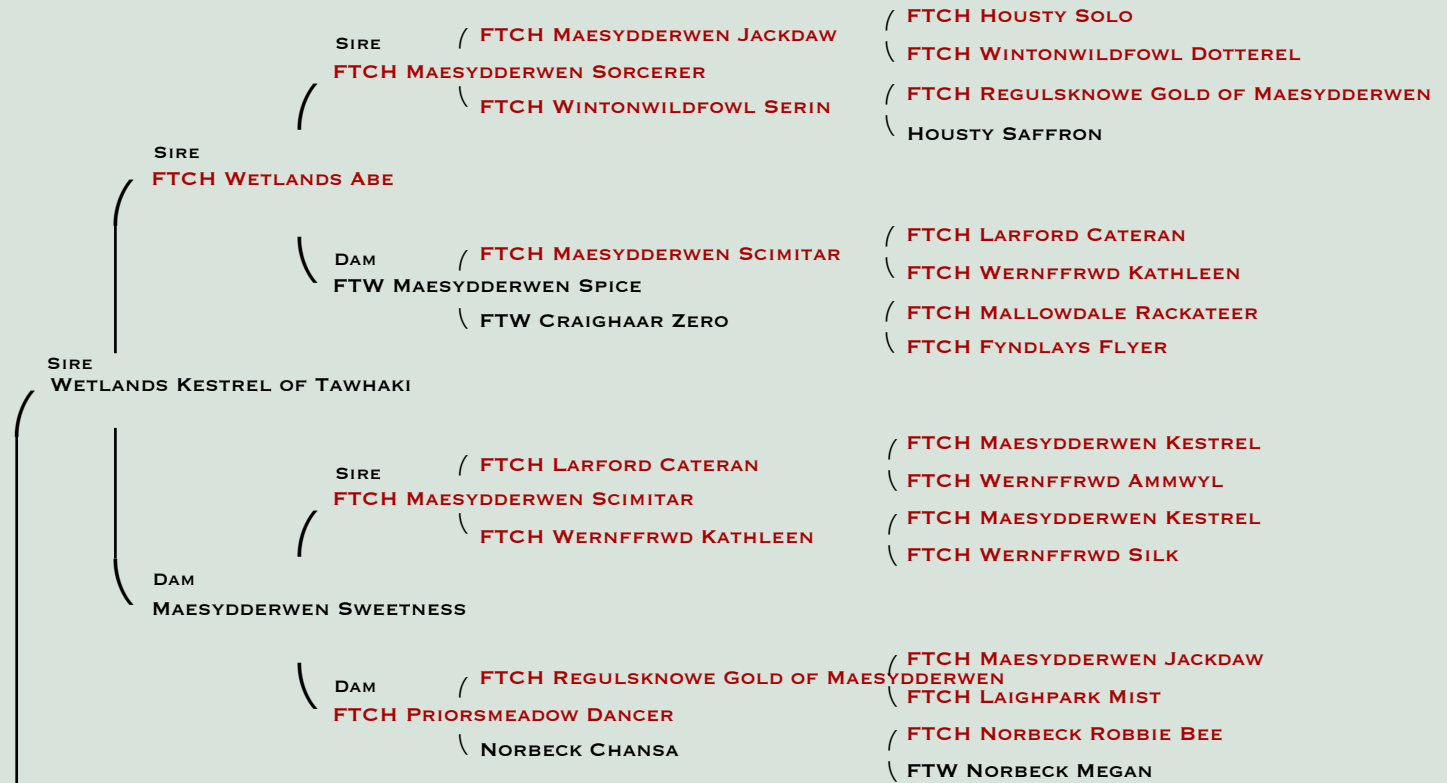 FTCH Housty Solo
Sire
FTCH Maesydderwen Jackdaw
FTCH Wintonwildfowl Dotterel
FTCH Maesydderwen Sorcerer
FTCH Regulsknowe Gold of Maesydderwen
FTCH Wintonwildfowl Serin
Housty Saffron
Sire
FTCH Wetlands Abe
FTCH Larford Cateran
Dam
FTCH Maesydderwen Scimitar
FTCH Wernffrwd Kathleen
FTW Maesydderwen Spice
FTCH Mallowdale Rackateer
FTW Craighaar Zero
FTCH Fyndlays Flyer
Sire
Wetlands Kestrel of Tawhaki
FTCH Maesydderwen Kestrel
Sire
FTCH Larford Cateran
FTCH Wernffrwd Ammwyl
FTCH Maesydderwen Scimitar
FTCH Maesydderwen Kestrel
FTCH Wernffrwd Kathleen
FTCH Wernffrwd Silk
Dam
Maesydderwen Sweetness
FTCH Maesydderwen Jackdaw
Dam
FTCH Regulsknowe Gold of Maesydderwen
FTCH Laighpark Mist
FTCH Priorsmeadow Dancer
FTCH Norbeck Robbie Bee
Norbeck Chansa
FTW Norbeck Megan